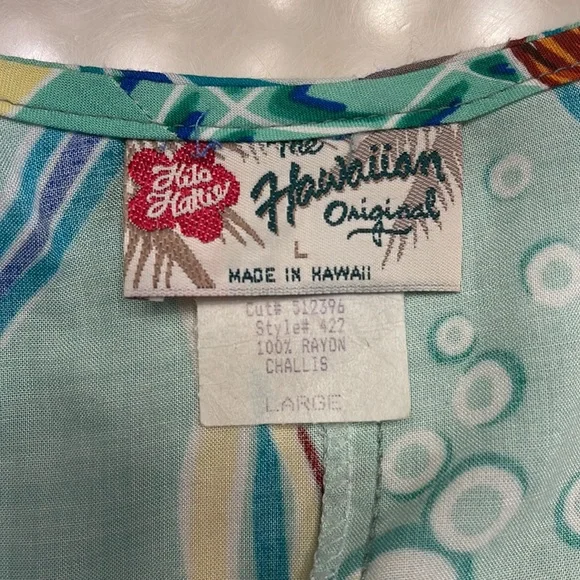 Hilo
Hattie
The
Hawaiian
Original
L
MADE IN HAWAII
Cut# 512396
Style# 422
100% RAYON
CHALLIS
LARGE